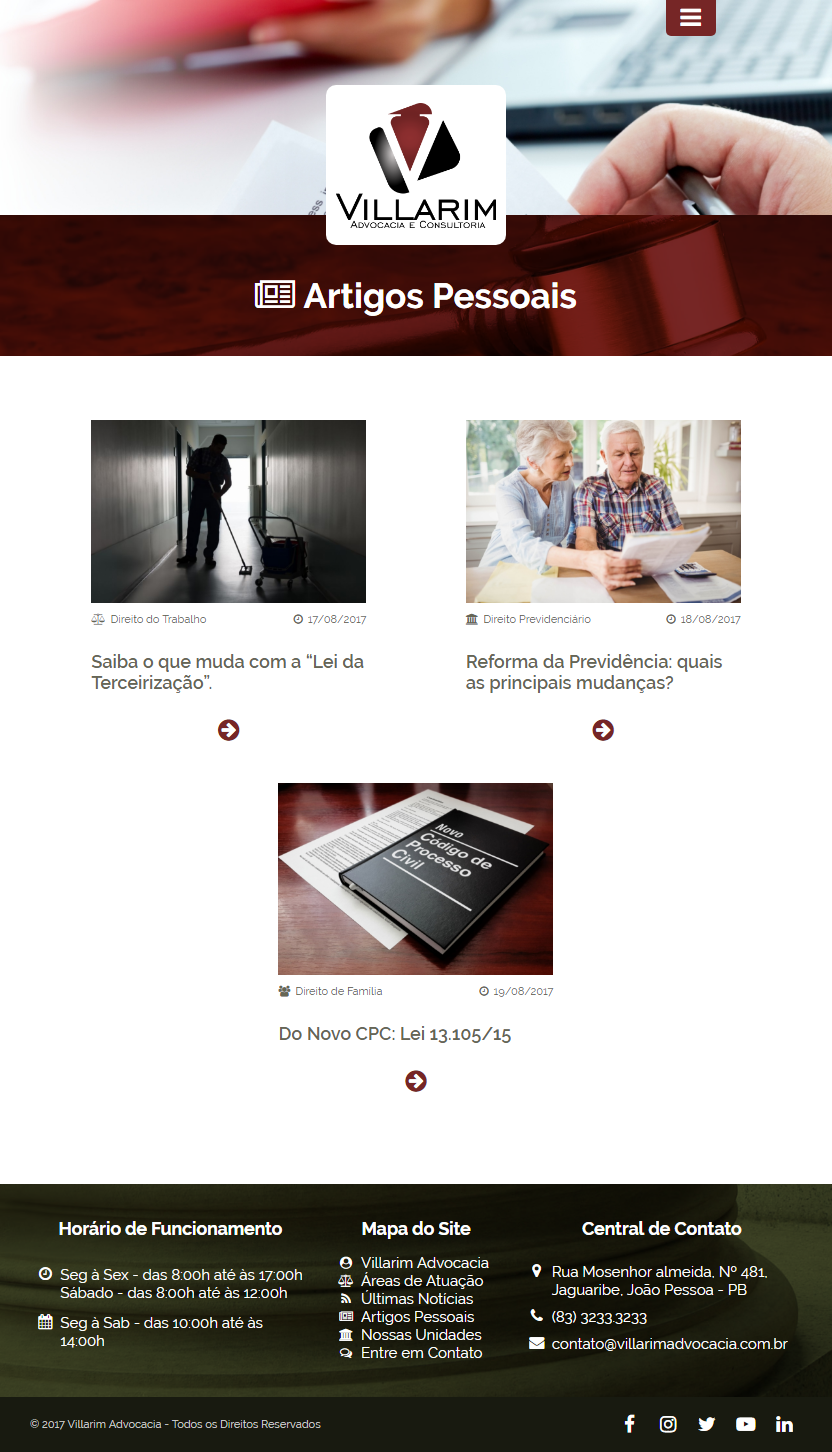 VILLARIM
ADVOCACIA E CONSULTORIA
Artigos Pessoais
Direito do Trabalho
17/08/2017
Saiba o que muda com a “Lei da
Terceirização”.
Direito Previdenciário
18/08/2017
Reforma da Previdência: quais
as principais mudanças?
Novo
Código de
Processo
Civil
Direito de Família
19/08/2017
Do Novo CPC: Lei 13.105/15
Horário de Funcionamento
Seg à Sex - das 8:00h até às 17:00h
Sábado - das 8:00h até às 12:00h
Seg à Sab - das 10:00h até às
14:00h
Mapa do Site
Villarim Advocacia
Áreas de Atuação
Últimas Notícias
Artigos Pessoais
Nossas Unidades
Entre em Contato
Central de Contato
Rua Mosenhor almeida, Nº 481,
Jaguaribe, João Pessoa - PB
(83) 3233.3233
contato@villarimadvocacia.com.br
© 2017 Villarim Advocacia - Todos os Direitos Reservados